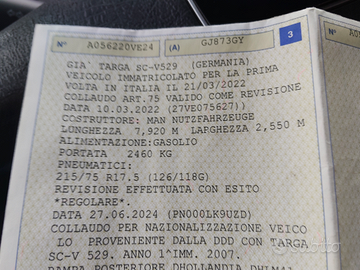 N° A056220VE24 (A) GJ873GY 3
GIA' TARGA SC-V529 (GERMANIA)
VEICOLO IMMATRICOLATO PER LA PRIMA
VOLTA IN ITALIA IL 21/03/2022
COLLAUDO ART.75 VALIDO COME REVISIONE
DATA 10.03.2022 (27VE075627))
COSTRUTTORE: MAN NUTZFAHRZEUGE
LUNGHEZZA 7,920 M LARGHEZZA 2,550 M
ALIMENTAZIONE:GASOLIO
PORTATA 2460 KG
PNEUMATICI:
215/75 R17.5 (126/118G)
REVISIONE EFFETTUATA CON ESITO
*REGOLARE*.
DATA 27.06.2024 (PN000LK9UZD)
COLLAUDO PER NAZIONALIZZAZIONE VEICO
LO PROVENIENTE DALLA DDD CON TARGA
SC-V 529. ANNO 1^IMM. 2007.
POSTERIORE DHOLLANDIA
N°
subito